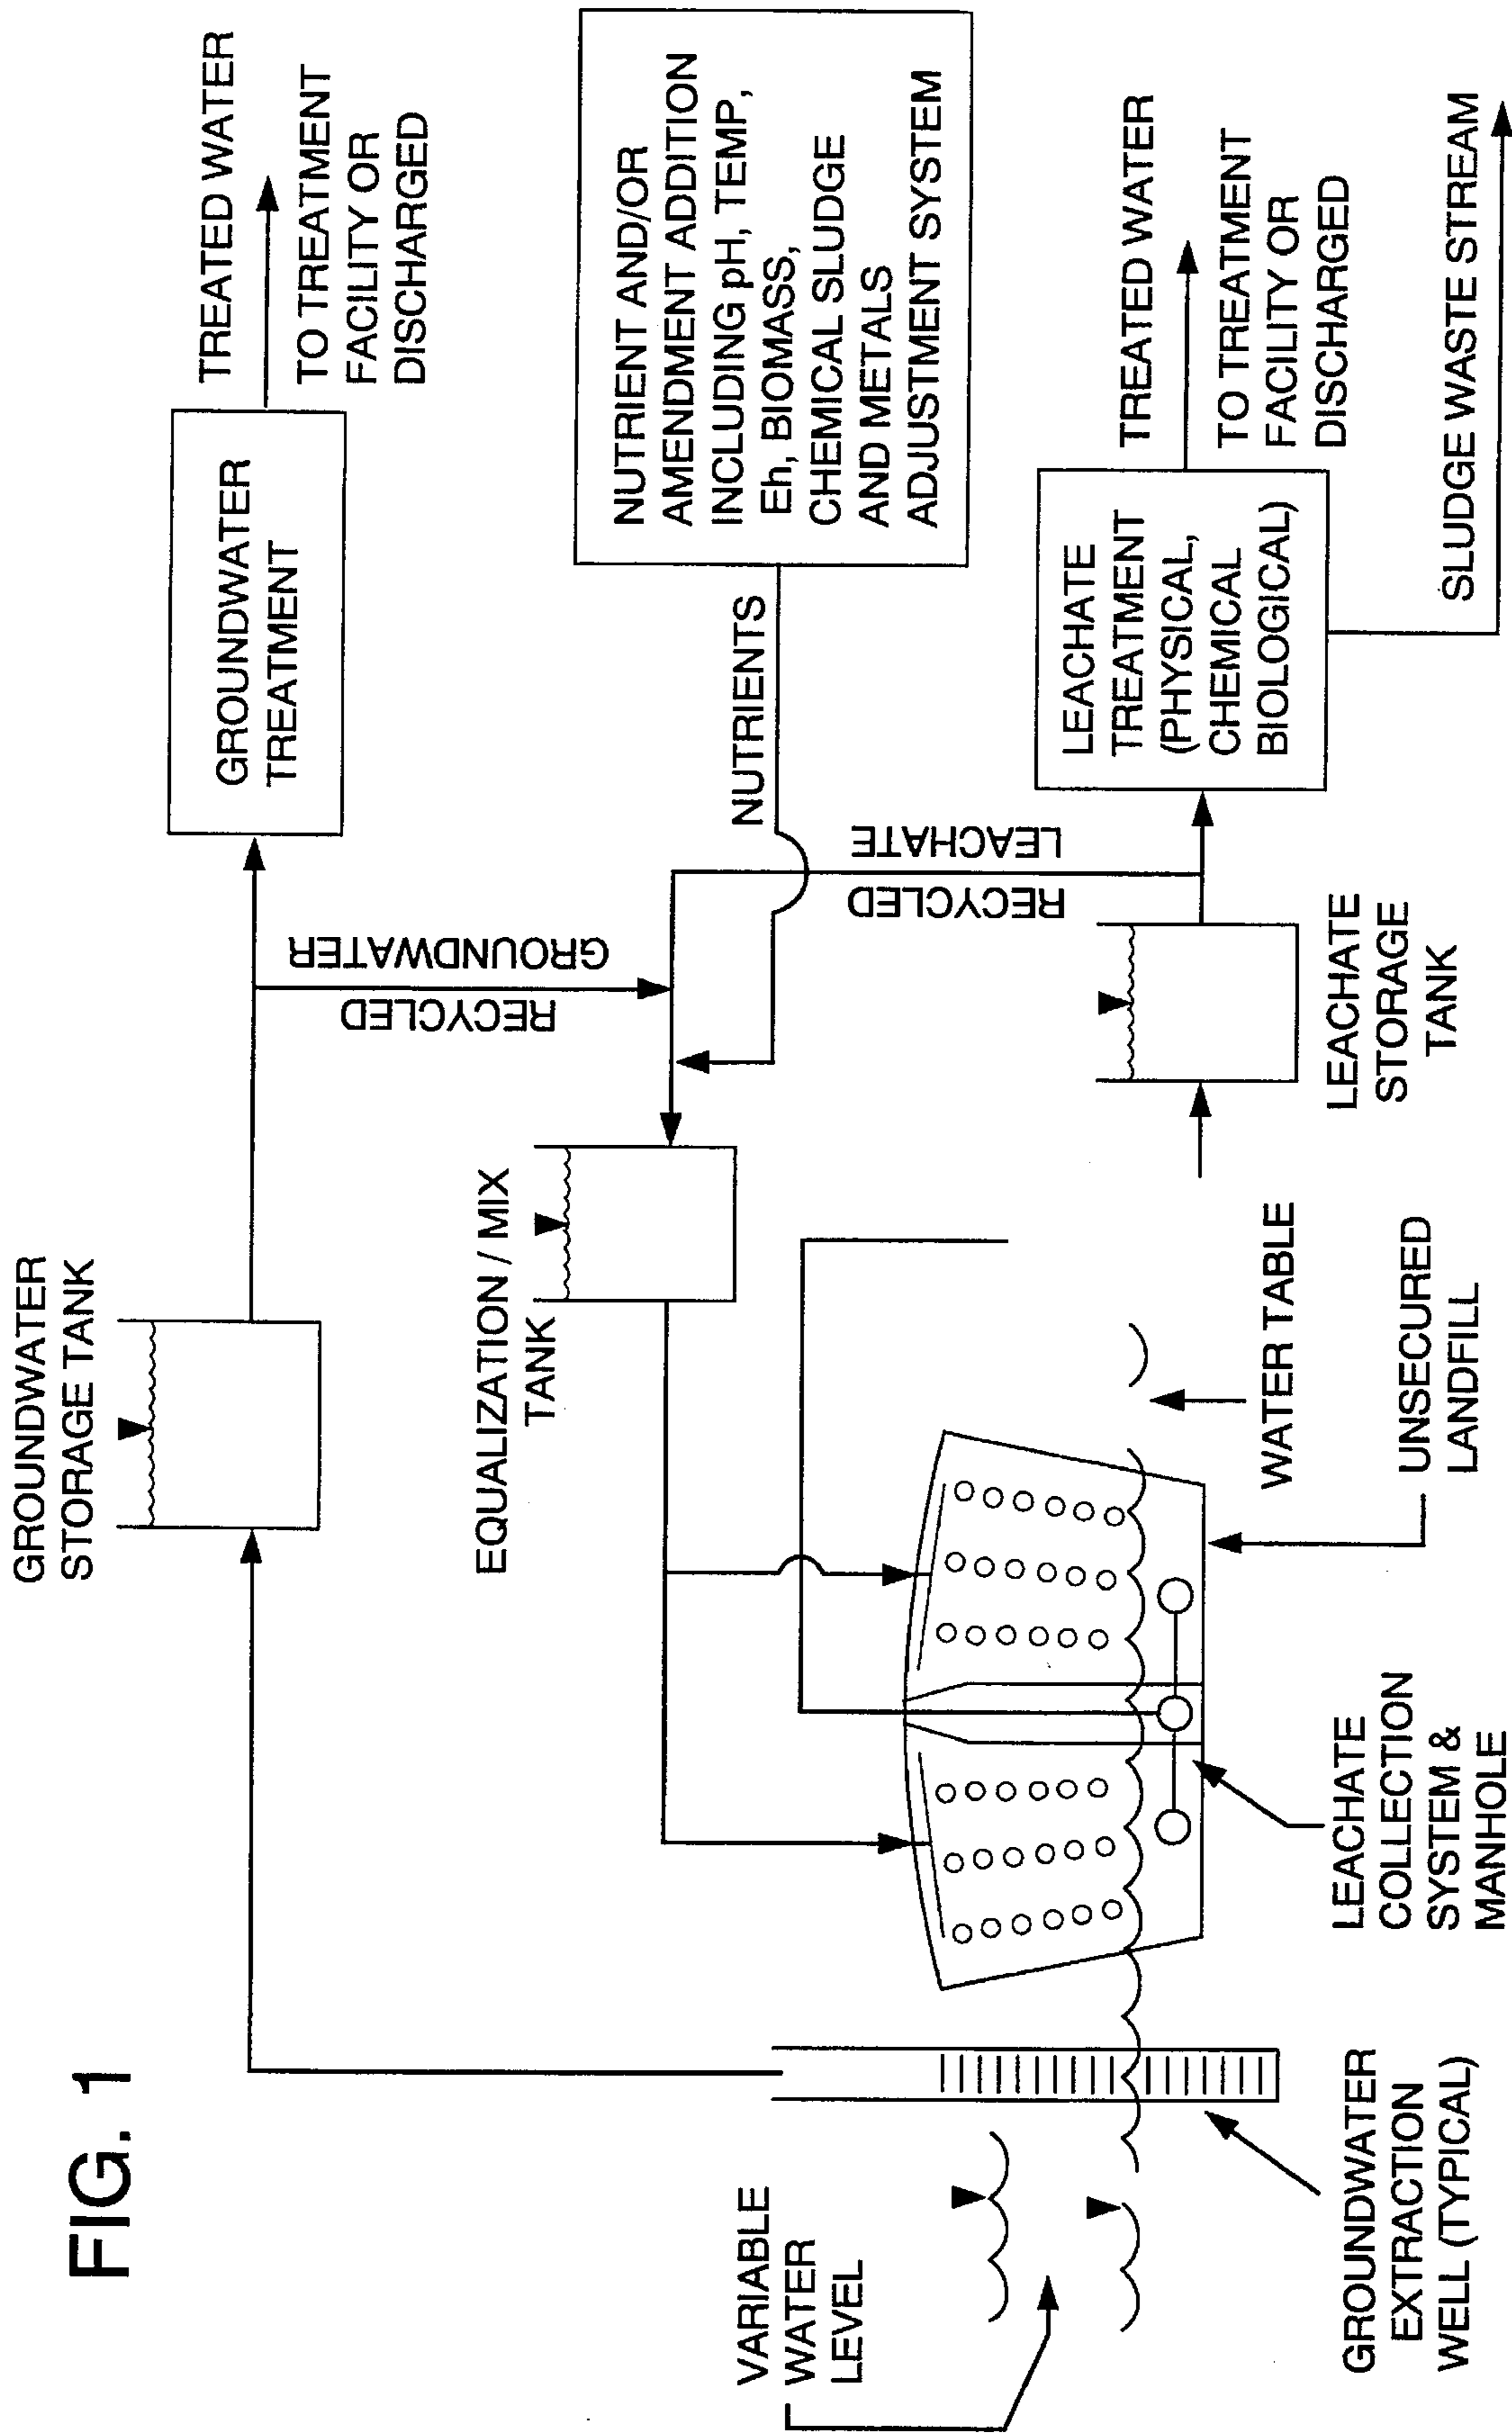 FIG. 1
GROUNDWATER
STORAGE TANK
GROUNDWATER
TREATMENT
TREATED WATER
TO TREATMENT
FACILITY OR
DISCHARGED
RECYCLED
GROUNDWATER
EQUALIZATION / MIX
TANK
NUTRIENTS
NUTRIENT AND/OR
AMENDMENT ADDITION
INCLUDING pH, TEMP,
Eh, BIOMASS,
CHEMICAL SLUDGE
AND METALS
ADJUSTMENT SYSTEM
RECYCLED
LEACHATE
VARIABLE
WATER
LEVEL
GROUNDWATER
EXTRACTION
WELL (TYPICAL)
LEACHATE
COLLECTION
SYSTEM &
MANHOLE
WATER TABLE
UNSECURED
LANDFILL
LEACHATE
STORAGE
TANK
LEACHATE
TREATMENT
(PHYSICAL,
CHEMICAL
BIOLOGICAL)
TREATED WATER
TO TREATMENT
FACILITY OR
DISCHARGED
SLUDGE WASTE STREAM